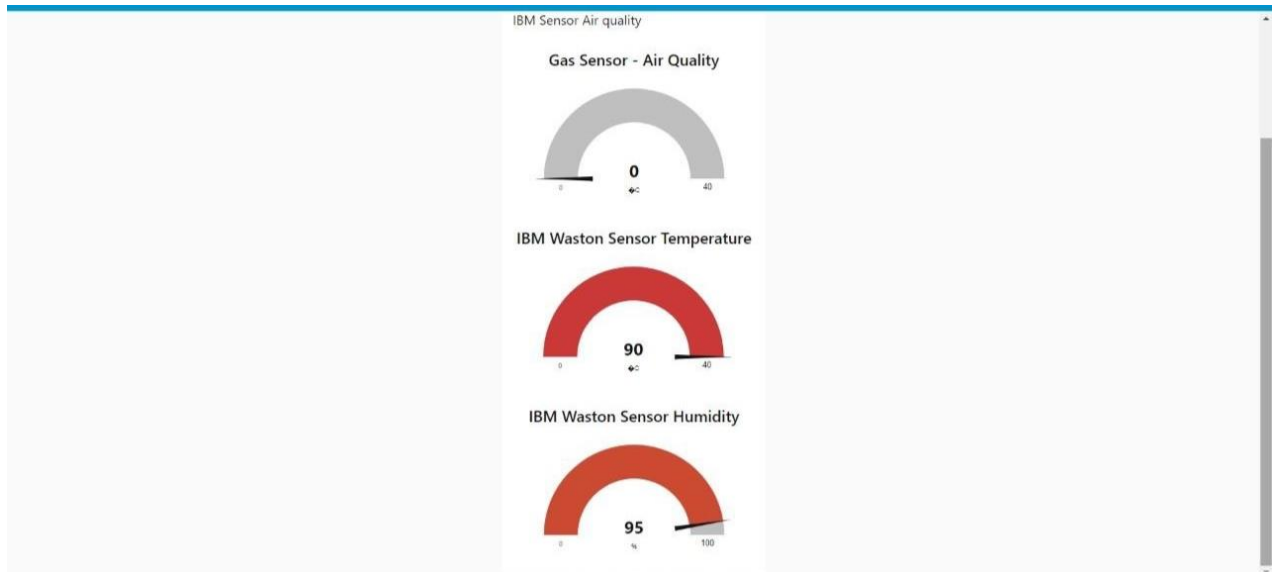 IBM Sensor Air quality
Gas Sensor - Air Quality
0
�C
0 40
IBM Waston Sensor Temperature
90
�C
0 40
IBM Waston Sensor Humidity
95
%
0 100